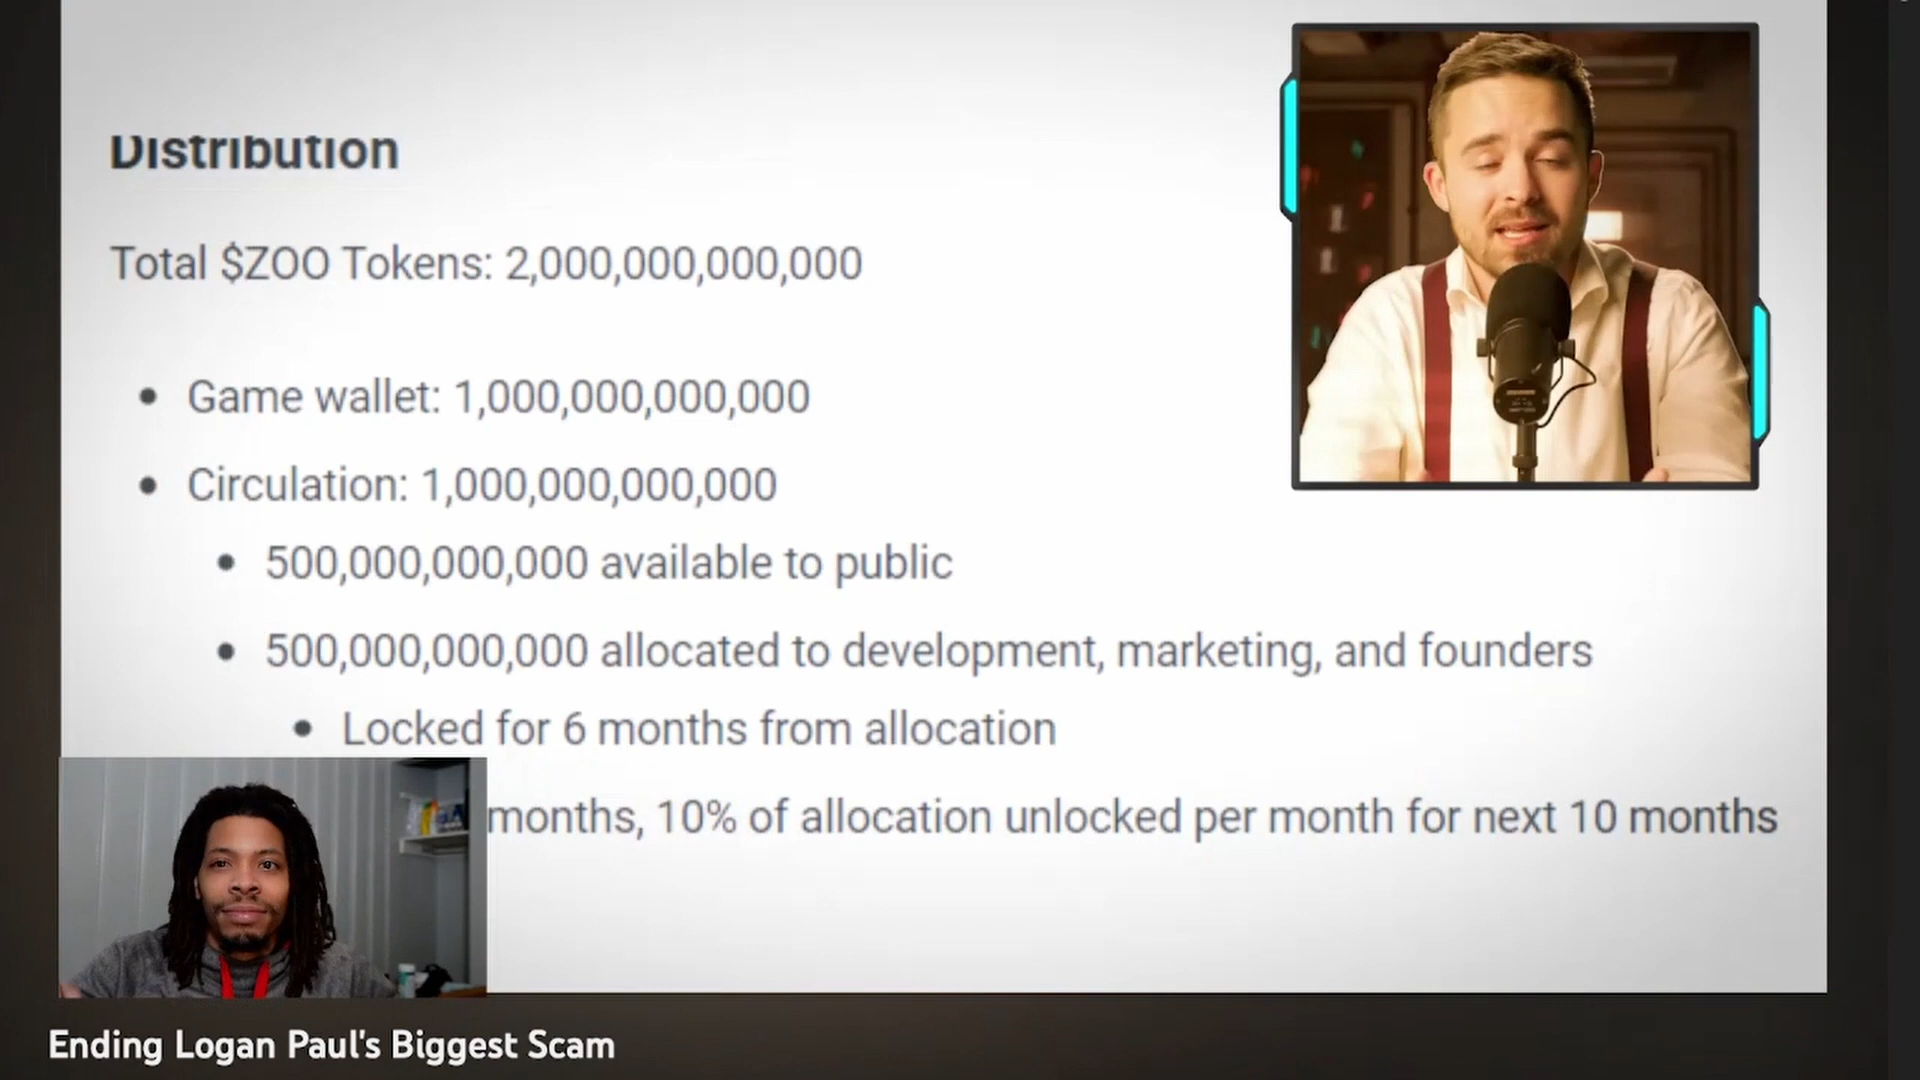 Distribution
Total $ZOO Tokens: 2,000,000,000,000
Game wallet: 1,000,000,000,000
Circulation: 1,000,000,000,000
500,000,000,000 available to public
500,000,000,000 allocated to development, marketing, and founders
Locked for 6 months from allocation
months, 10% of allocation unlocked per month for next 10 months
Ending Logan Paul's Biggest Scam